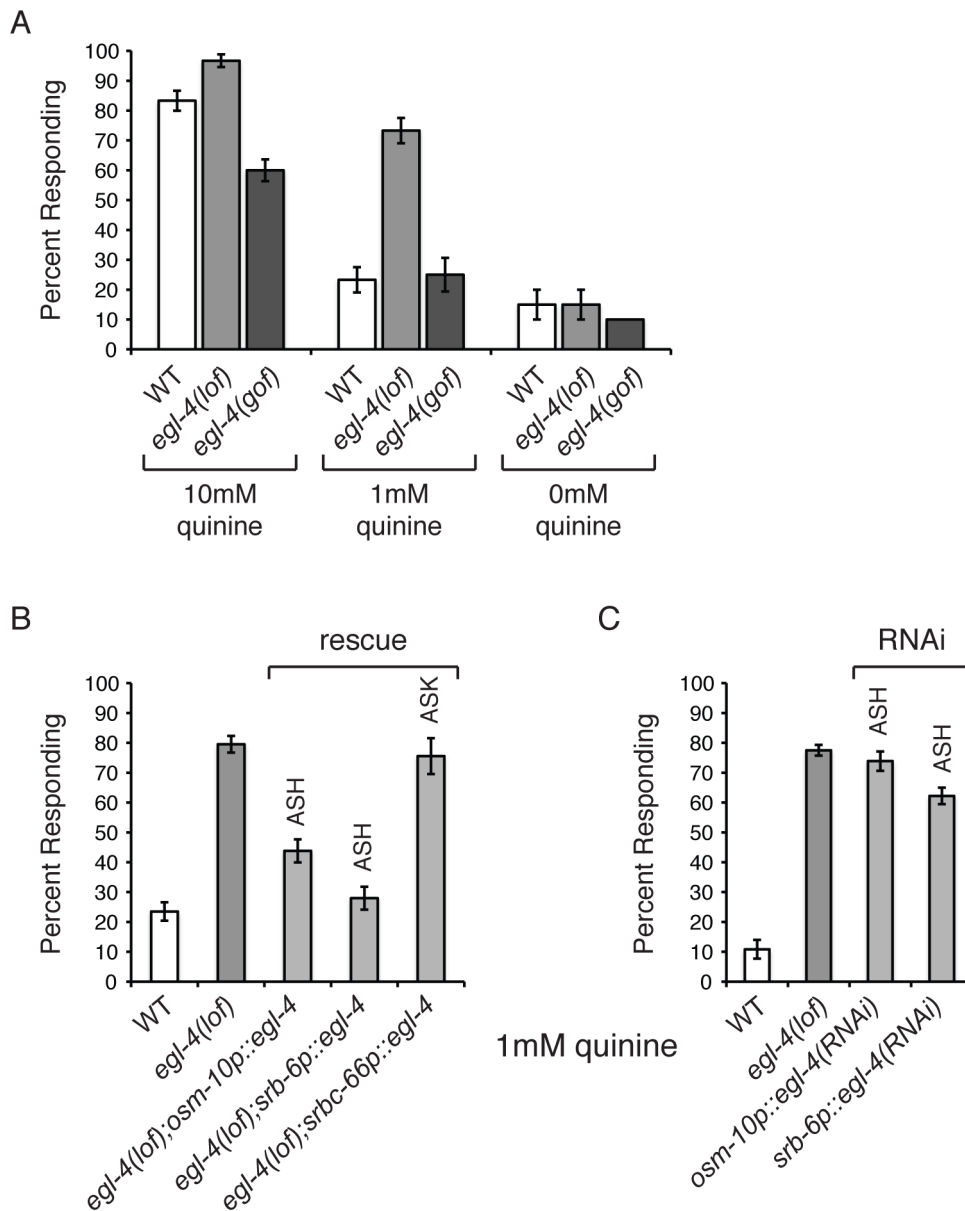 A
Percent Responding
100
90
80
70
60
50
40
30
20
10
0
WT
egl-4(lof)
egl-4(gof)
WT
egl-4(lof)
egl-4(gof)
WT
egl-4(lof)
egl-4(gof)
10mM
quinine
1mM
quinine
0mM
quinine
B
rescue
Percent Responding
100
90
80
70
60
50
40
30
20
10
0
ASH
ASH
ASK
WT
egl-4(lof)
egl-4(lof);osm-10p::egl-4
egl-4(lof);srb-6p::egl-4
egl-4(lof);srbc-66p::egl-4
1mM quinine
C
RNAi
Percent Responding
100
90
80
70
60
50
40
30
20
10
0
ASH
ASH
WT
egl-4(lof)
osm-10p::egl-4(RNAi)
srb-6p::egl-4(RNAi)